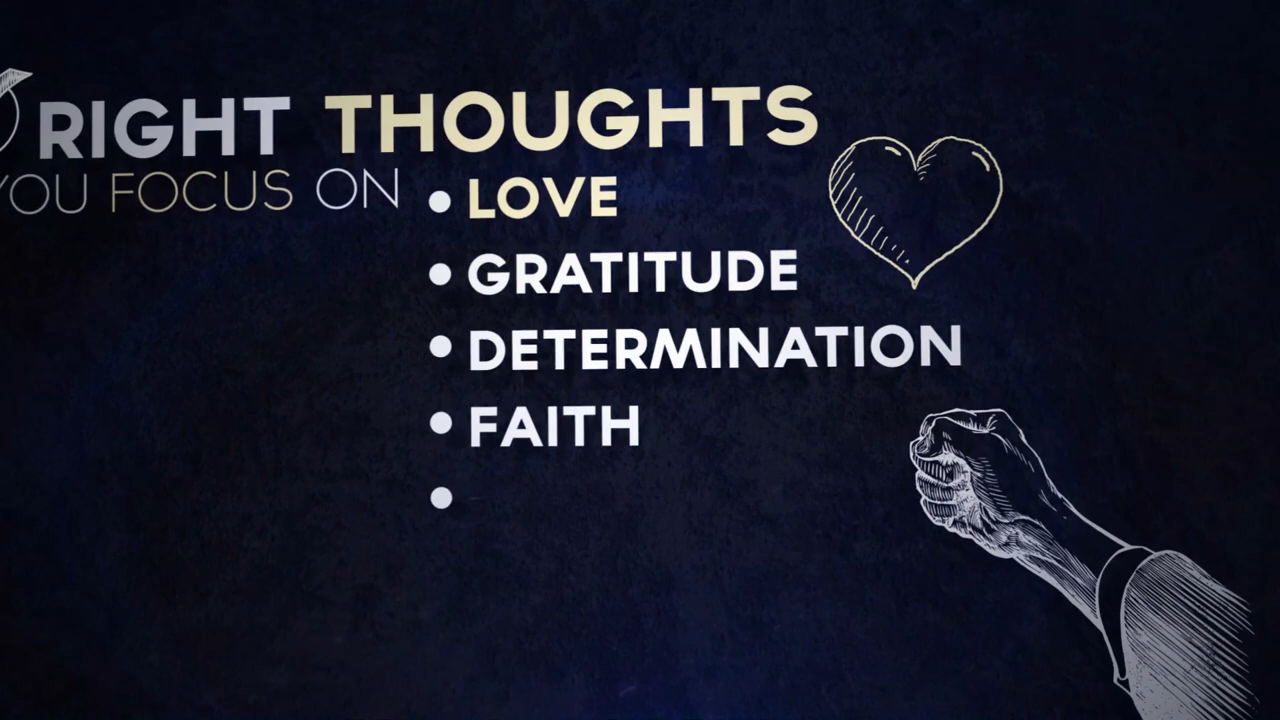 RIGHT THOUGHTS
YOU FOCUS ON
• LOVE
• GRATITUDE
• DETERMINATION
• FAITH
•